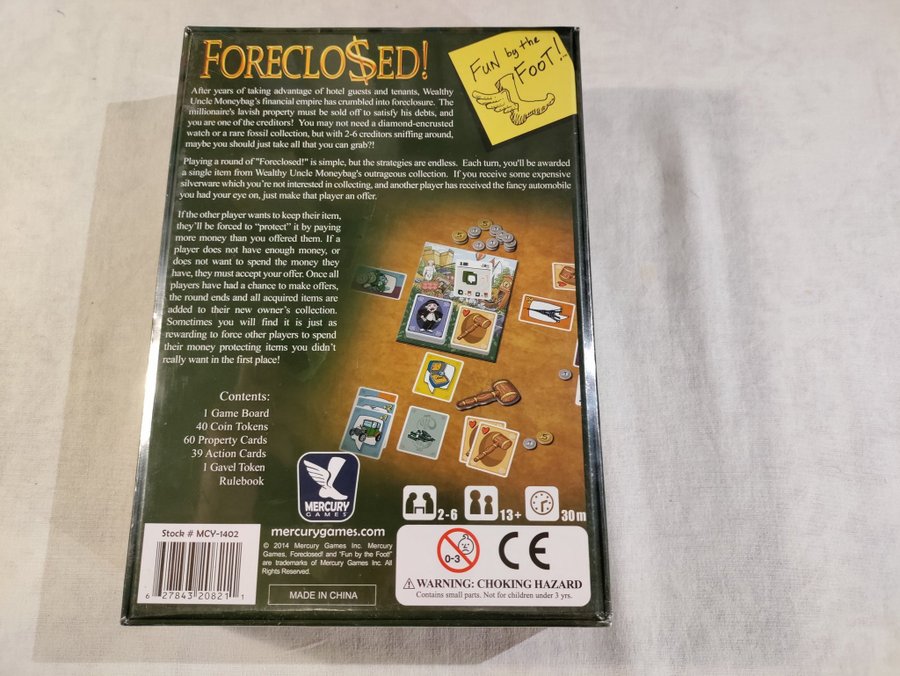 FORECLO$ED!
FUN by the
FOOT!
After years of taking advantage of hotel guests and tenants, Wealthy
Uncle Moneybag's financial empire has crumbled into foreclosure. The
millionaire's lavish property must be sold off to satisfy his debts, and
you are one of the creditors! You may not need a diamond-encrusted
watch or a rare fossil collection, but with 2-6 creditors sniffing around,
maybe you should just take all that you can grab?!
Playing a round of "Foreclosed!" is simple, but the strategies are endless. Each turn, you'll be awarded
a single item from Wealthy Uncle Moneybag's outrageous collection. If you receive some expensive
silverware which you're not interested in collecting, and another player has received the fancy automobile
you had your eye on, just make that player an offer.
If the other player wants to keep their item,
they'll be forced to "protect" it by paying
more money than you offered them. If a
player does not have enough money, or
does not want to spend the money they
have, they must accept your offer. Once all
players have had a chance to make offers,
the round ends and all acquired items are
added to their new owner's collection.
Sometimes you will find it is just as
rewarding to force other players to spend
their money protecting items you didn't
really want in the first place!
Contents:
1 Game Board
40 Coin Tokens
60 Property Cards
39 Action Cards
1 Gavel Token
Rulebook
MERCURY
GAMES
2-6
13+
30m
Stock # MCY-1402
6 27843 20821 1
mercurygames.com
© 2014 Mercury Games Inc. Mercury
Games, Foreclosed! and "Fun by the Foot!"
are trademarks of Mercury Games Inc. All
Rights Reserved.
MADE IN CHINA
0-3
CE
WARNING: CHOKING HAZARD
Contains small parts. Not for children under 3 yrs.